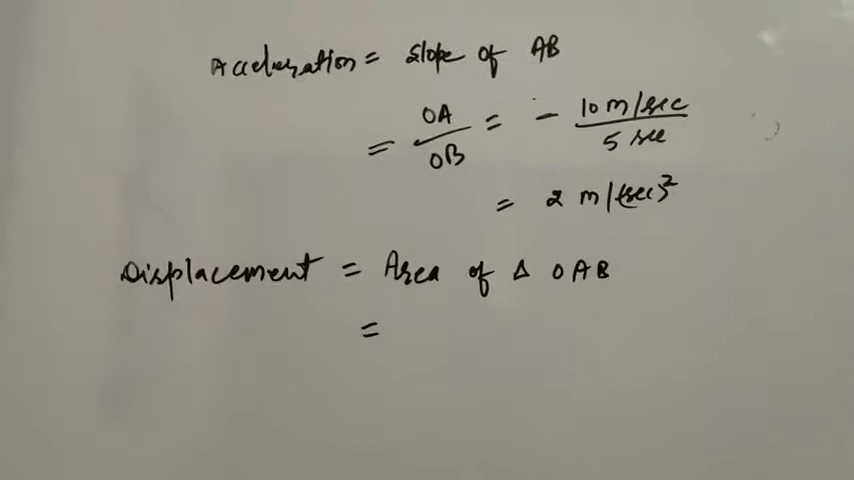 Acceleration = Slope of AB
= OA / OB = - 10 m/sec / 5 sec
= 2 m/(sec)²
Displacement = Area of Δ OAB
=